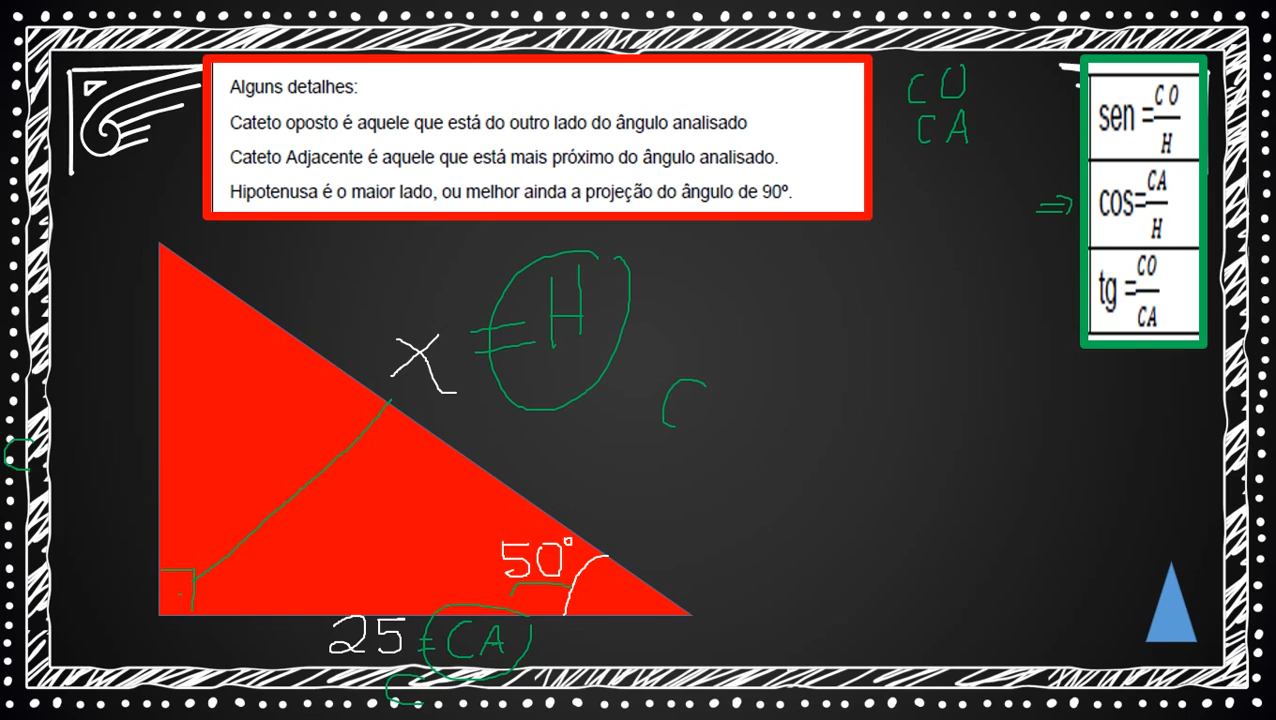 Alguns detalhes:
Cateto oposto é aquele que está do outro lado do ângulo analisado
Cateto Adjacente é aquele que está mais próximo do ângulo analisado.
Hipotenusa é o maior lado, ou melhor ainda a projeção do ângulo de 90º.
CO
CA
sen = CO/H
⇒ cos = CA/H
tg = CO/CA
x = H
C
C
50°
25 = CA
C